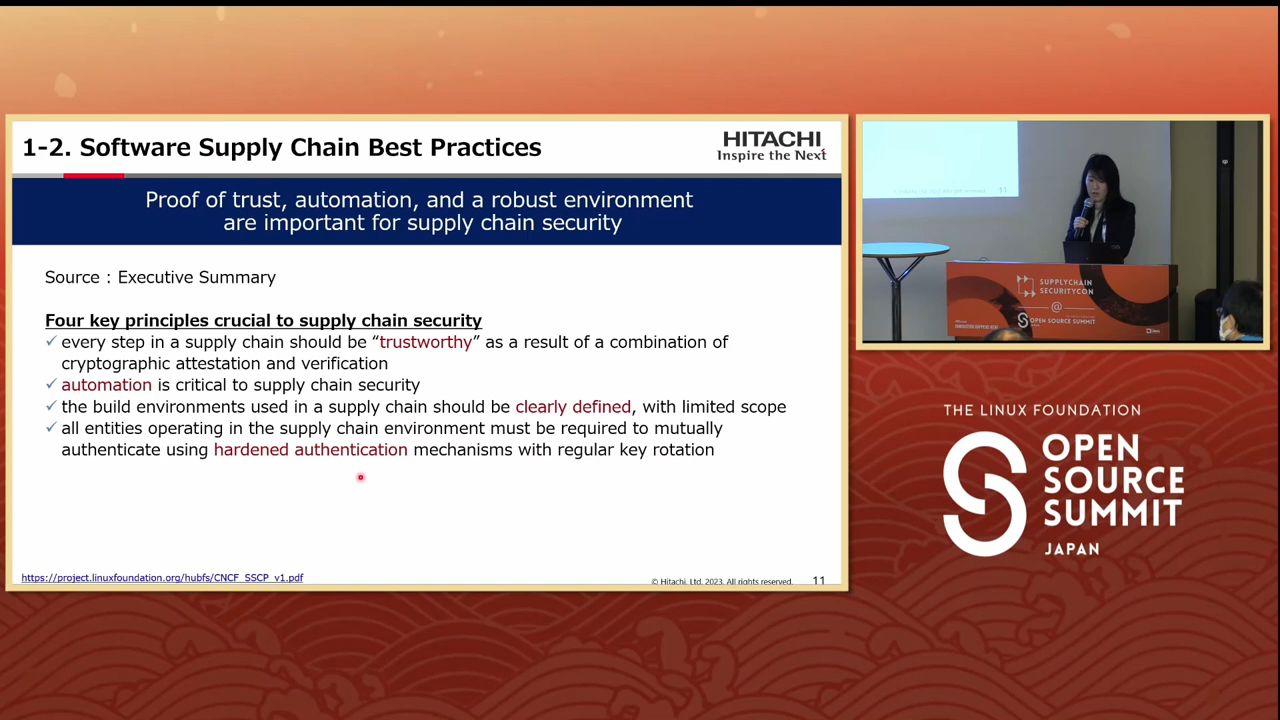 1-2. Software Supply Chain Best Practices
HITACHI
Inspire the Next
Proof of trust, automation, and a robust environment
are important for supply chain security
Source : Executive Summary
Four key principles crucial to supply chain security
✓ every step in a supply chain should be “trustworthy” as a result of a combination of
cryptographic attestation and verification
✓ automation is critical to supply chain security
✓ the build environments used in a supply chain should be clearly defined, with limited scope
✓ all entities operating in the supply chain environment must be required to mutually
authenticate using hardened authentication mechanisms with regular key rotation
https://project.linuxfoundation.org/hubfs/CNCF_SSCP_v1.pdf
© Hitachi, Ltd. 2023. All rights reserved.
11
11
SUPPLYCHAIN
SECURITYCON
@
OPEN SOURCE SUMMIT
THE LINUX FOUNDATION
OPEN
SOURCE
SUMMIT
JAPAN